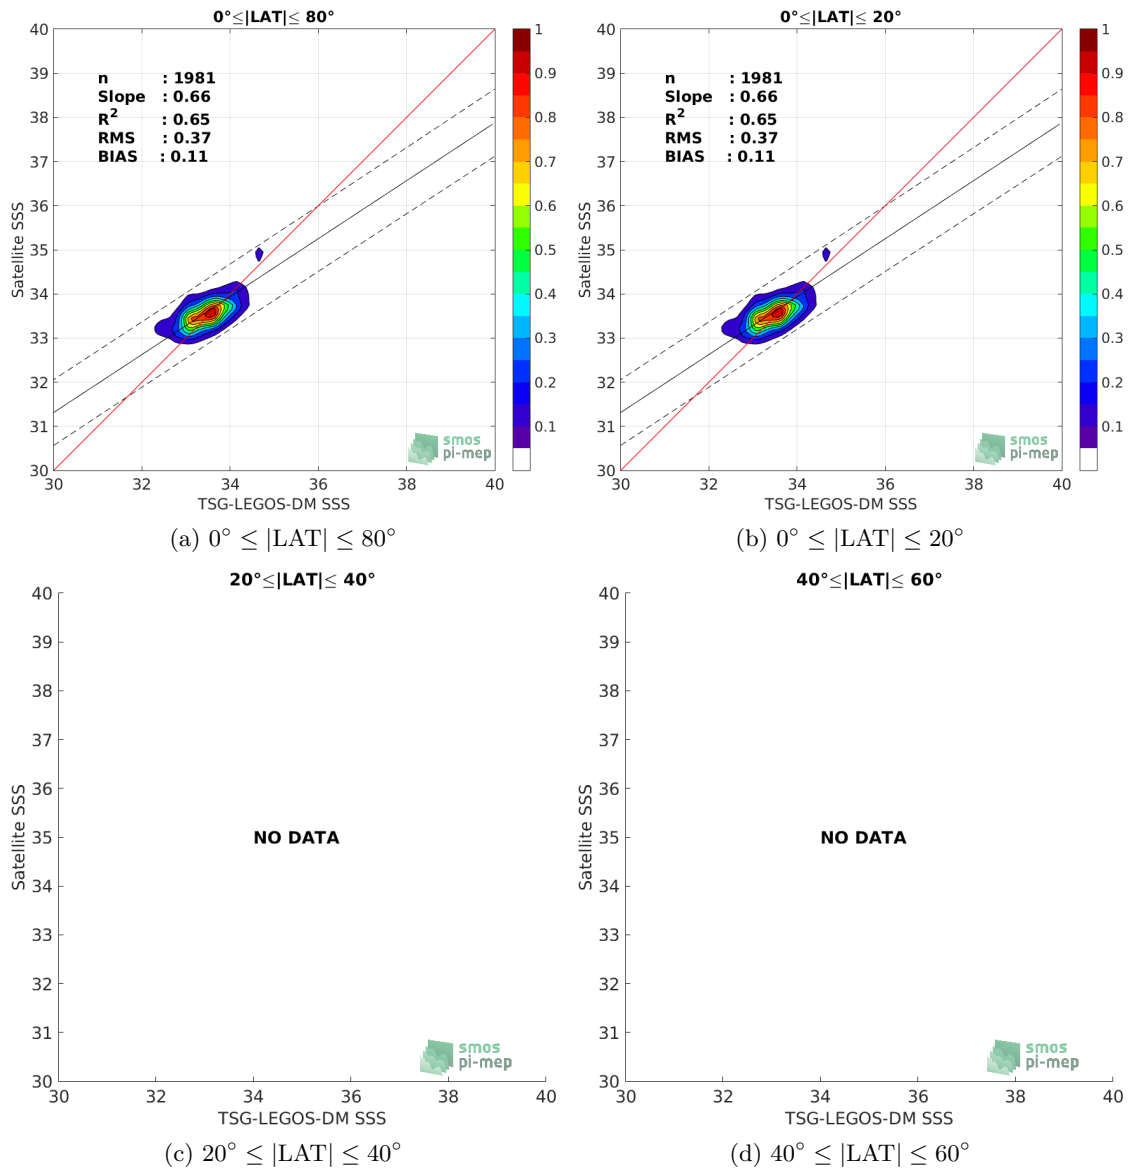 0°≤|LAT|≤ 80°
40
39
38
37
36
35
34
33
32
31
30
Satellite SSS
n : 1981
Slope : 0.66
R2 : 0.65
RMS : 0.37
BIAS : 0.11
smos
pi-mep
30 32 34 36 38 40
TSG-LEGOS-DM SSS
1
0.9
0.8
0.7
0.6
0.5
0.4
0.3
0.2
0.1
(a) 0° ≤ |LAT| ≤ 80°
0°≤|LAT|≤ 20°
40
39
38
37
36
35
34
33
32
31
30
Satellite SSS
n : 1981
Slope : 0.66
R2 : 0.65
RMS : 0.37
BIAS : 0.11
smos
pi-mep
30 32 34 36 38 40
TSG-LEGOS-DM SSS
1
0.9
0.8
0.7
0.6
0.5
0.4
0.3
0.2
0.1
(b) 0° ≤ |LAT| ≤ 20°
20°≤|LAT|≤ 40°
40
39
38
37
36
35
34
33
32
31
30
Satellite SSS
NO DATA
smos
pi-mep
30 32 34 36 38 40
TSG-LEGOS-DM SSS
(c) 20° ≤ |LAT| ≤ 40°
40°≤|LAT|≤ 60°
40
39
38
37
36
35
34
33
32
31
30
Satellite SSS
NO DATA
smos
pi-mep
30 32 34 36 38 40
TSG-LEGOS-DM SSS
(d) 40° ≤ |LAT| ≤ 60°